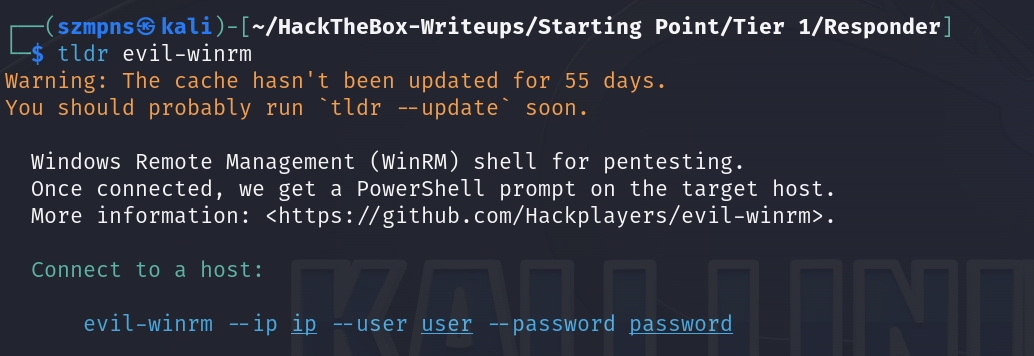 ┌──(szmpns㉿kali)-[~/HackTheBox-Writeups/Starting Point/Tier 1/Responder]
└─$ tldr evil-winrm
Warning: The cache hasn't been updated for 55 days.
You should probably run `tldr --update` soon.
Windows Remote Management (WinRM) shell for pentesting.
Once connected, we get a PowerShell prompt on the target host.
More information: <https://github.com/Hackplayers/evil-winrm>.
Connect to a host:
evil-winrm --ip ip --user user --password password
KALI LINU